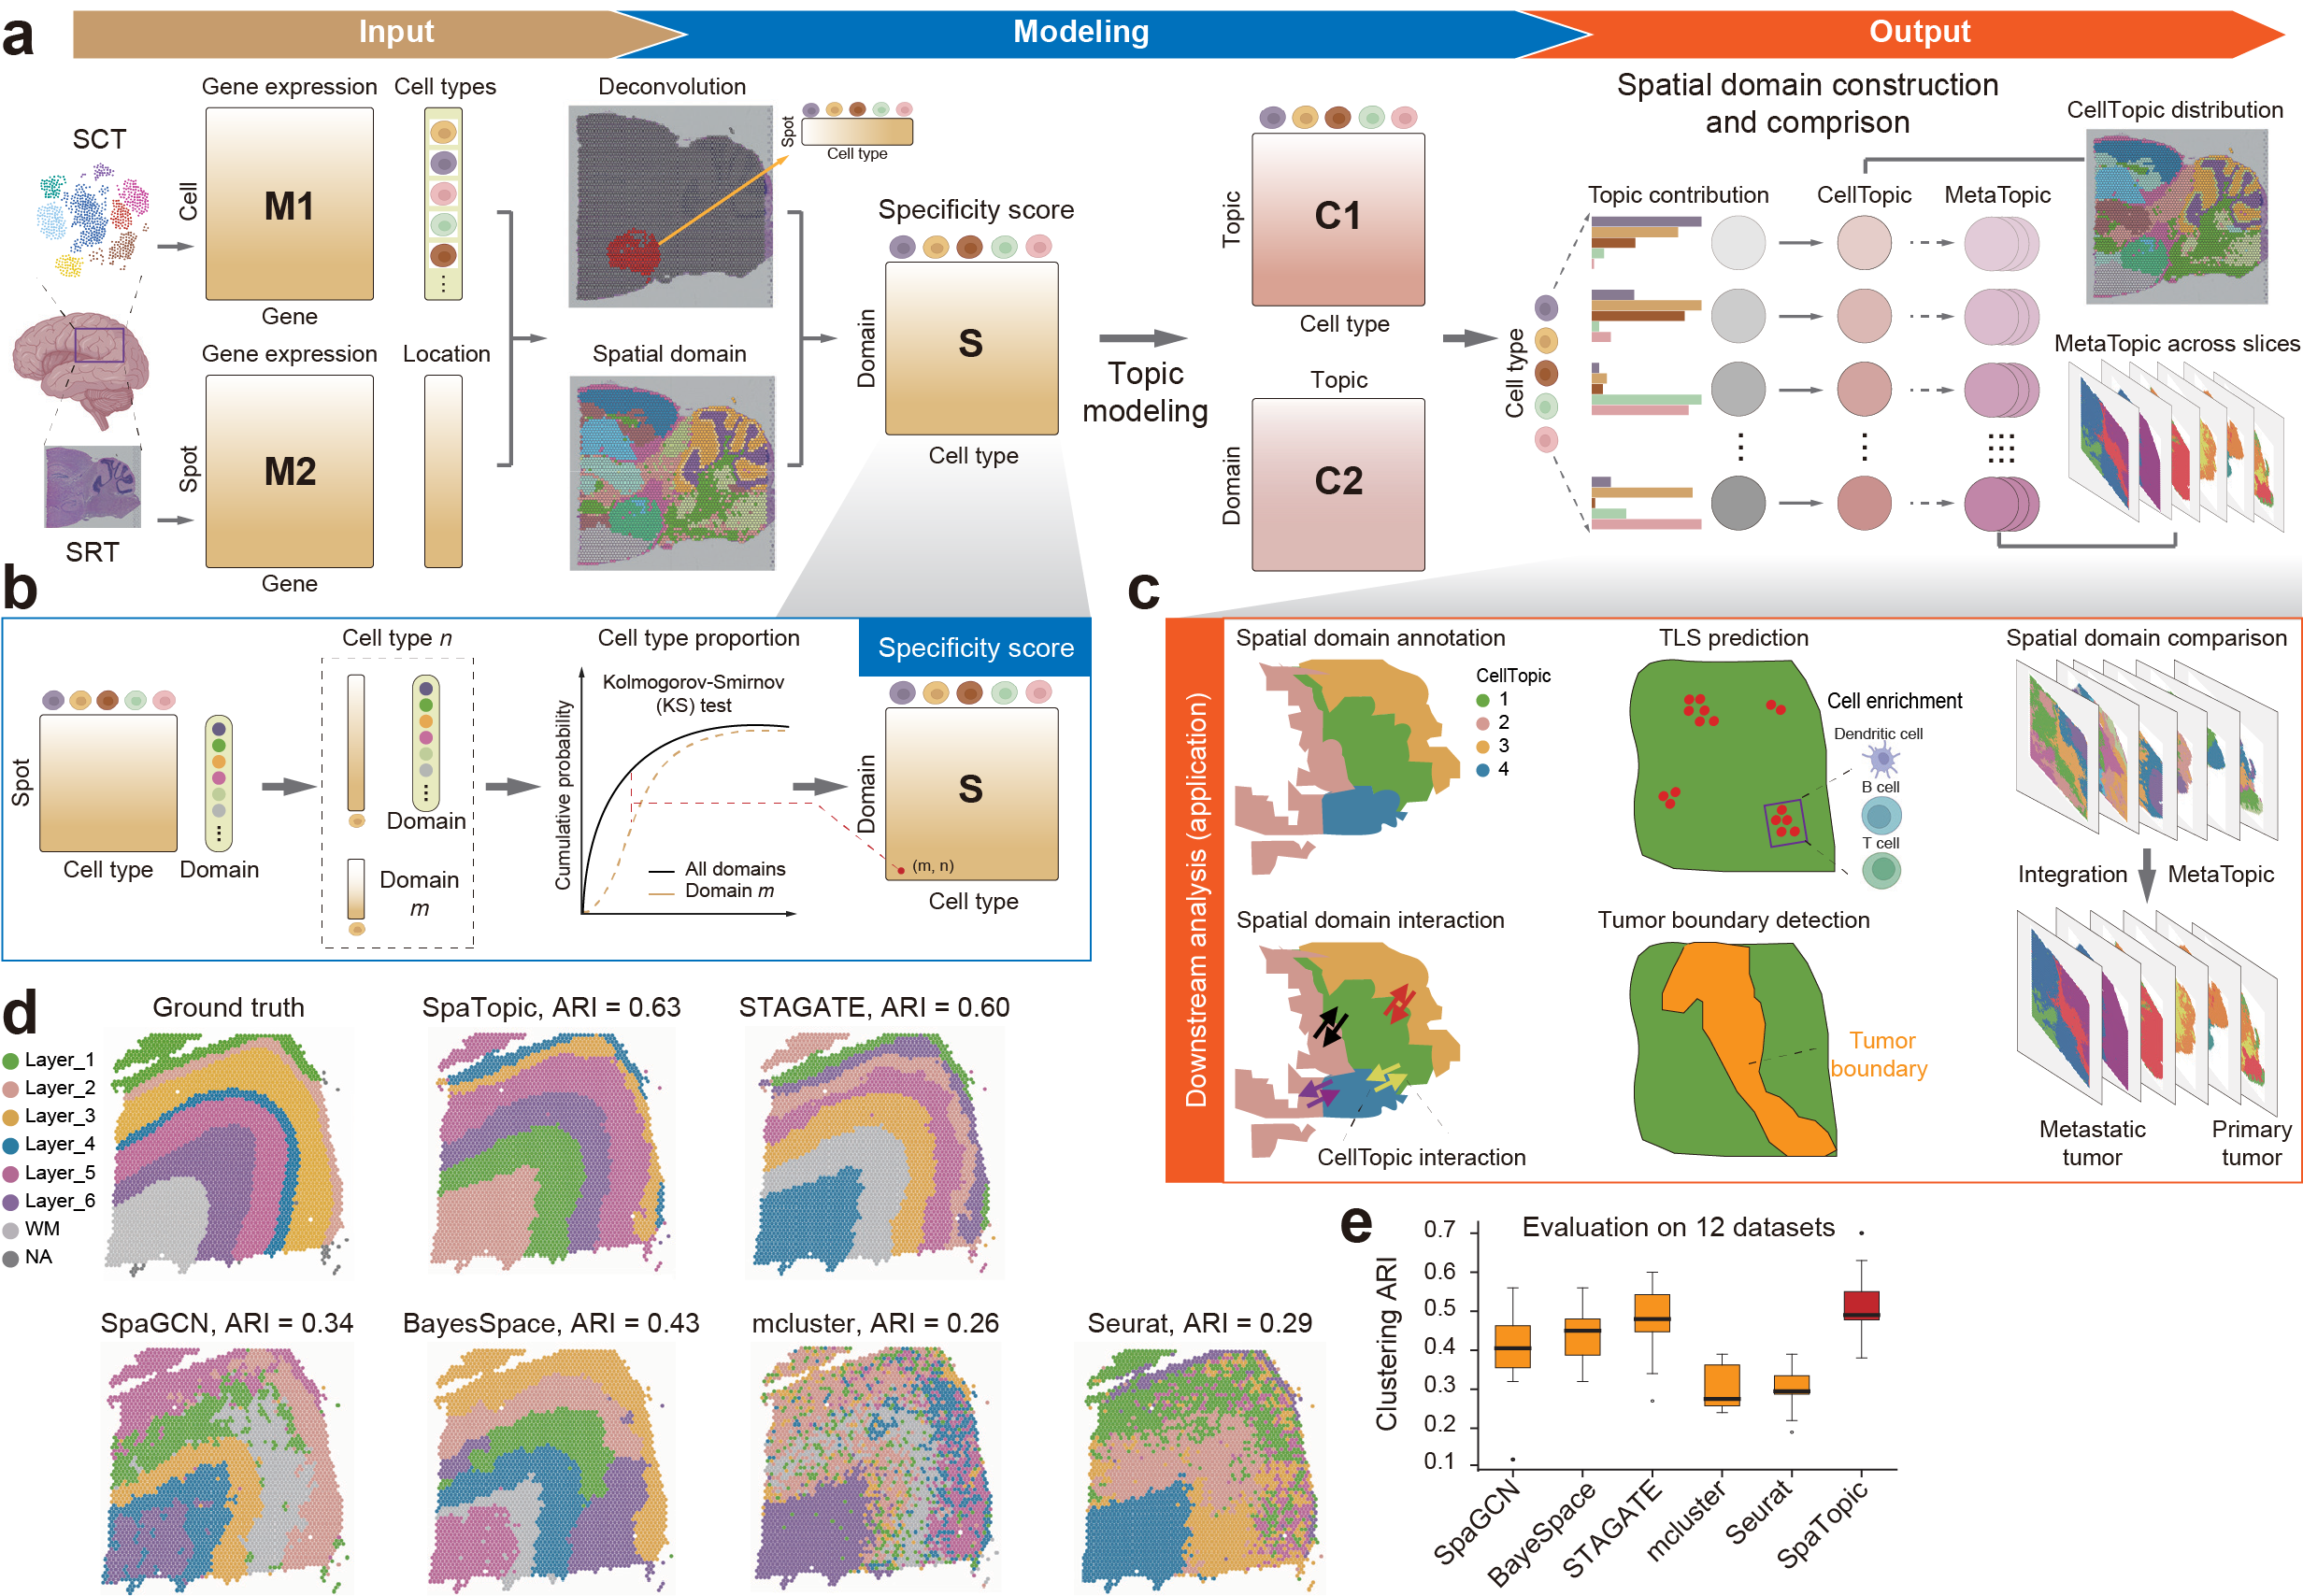 a
Input
Modeling
Output
Gene expression
Cell types
SCT
Cell
M1
Gene
Gene expression
Location
Spot
M2
SRT
Gene
Deconvolution
Spot
Cell type
Spatial domain
Specificity score
Domain
S
Cell type
Topic
modeling
Topic
C1
Cell type
Topic
Domain
C2
Spatial domain construction
and comprison
CellTopic distribution
Topic contribution
CellTopic
MetaTopic
Cell type
MetaTopic across slices
b
Cell type n
Cell type proportion
Specificity score
Spot
Cell type
Domain
Domain
Domain
m
Kolmogorov-Smirnov
(KS) test
Cumulative probability
All domains
Domain m
Domain
S
(m, n)
Cell type
c
Downstream analysis (application)
Spatial domain annotation
CellTopic
1
2
3
4
TLS prediction
Cell enrichment
Dendritic cell
B cell
T cell
Spatial domain comparison
Integration
MetaTopic
Spatial domain interaction
CellTopic interaction
Tumor boundary detection
Tumor
boundary
Metastatic
tumor
Primary
tumor
d
Ground truth
SpaTopic, ARI = 0.63
STAGATE, ARI = 0.60
Layer_1
Layer_2
Layer_3
Layer_4
Layer_5
Layer_6
WM
NA
SpaGCN, ARI = 0.34
BayesSpace, ARI = 0.43
mcluster, ARI = 0.26
Seurat, ARI = 0.29
e
Evaluation on 12 datasets
Clustering ARI
0.7
0.6
0.5
0.4
0.3
0.2
0.1
SpaGCN
BayeSpace
STAGATE
mcluster
Seurat
SpaTopic